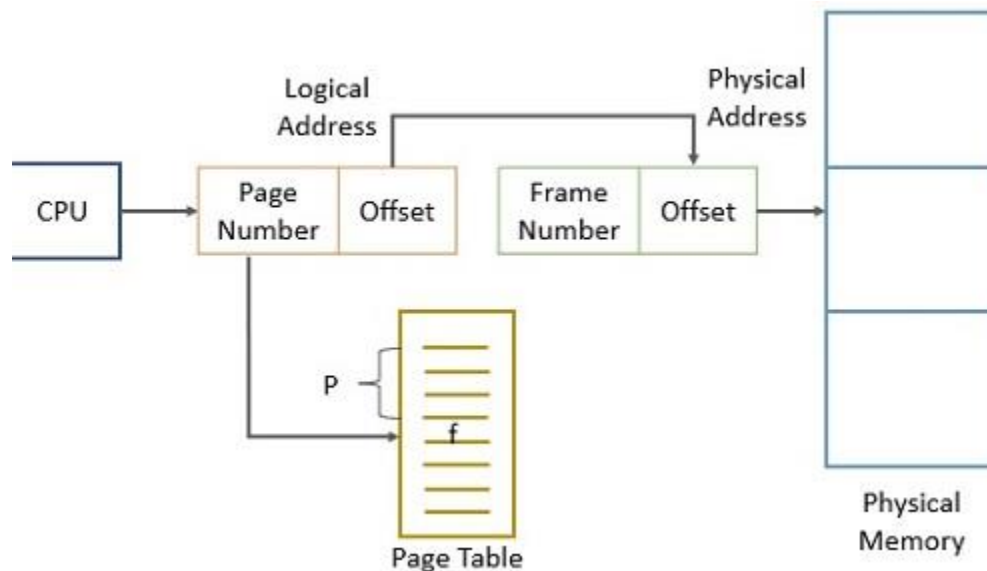 Logical
Address
Physical
Address
CPU
Page
Number
Offset
Frame
Number
Offset
P
f
Page Table
Physical
Memory